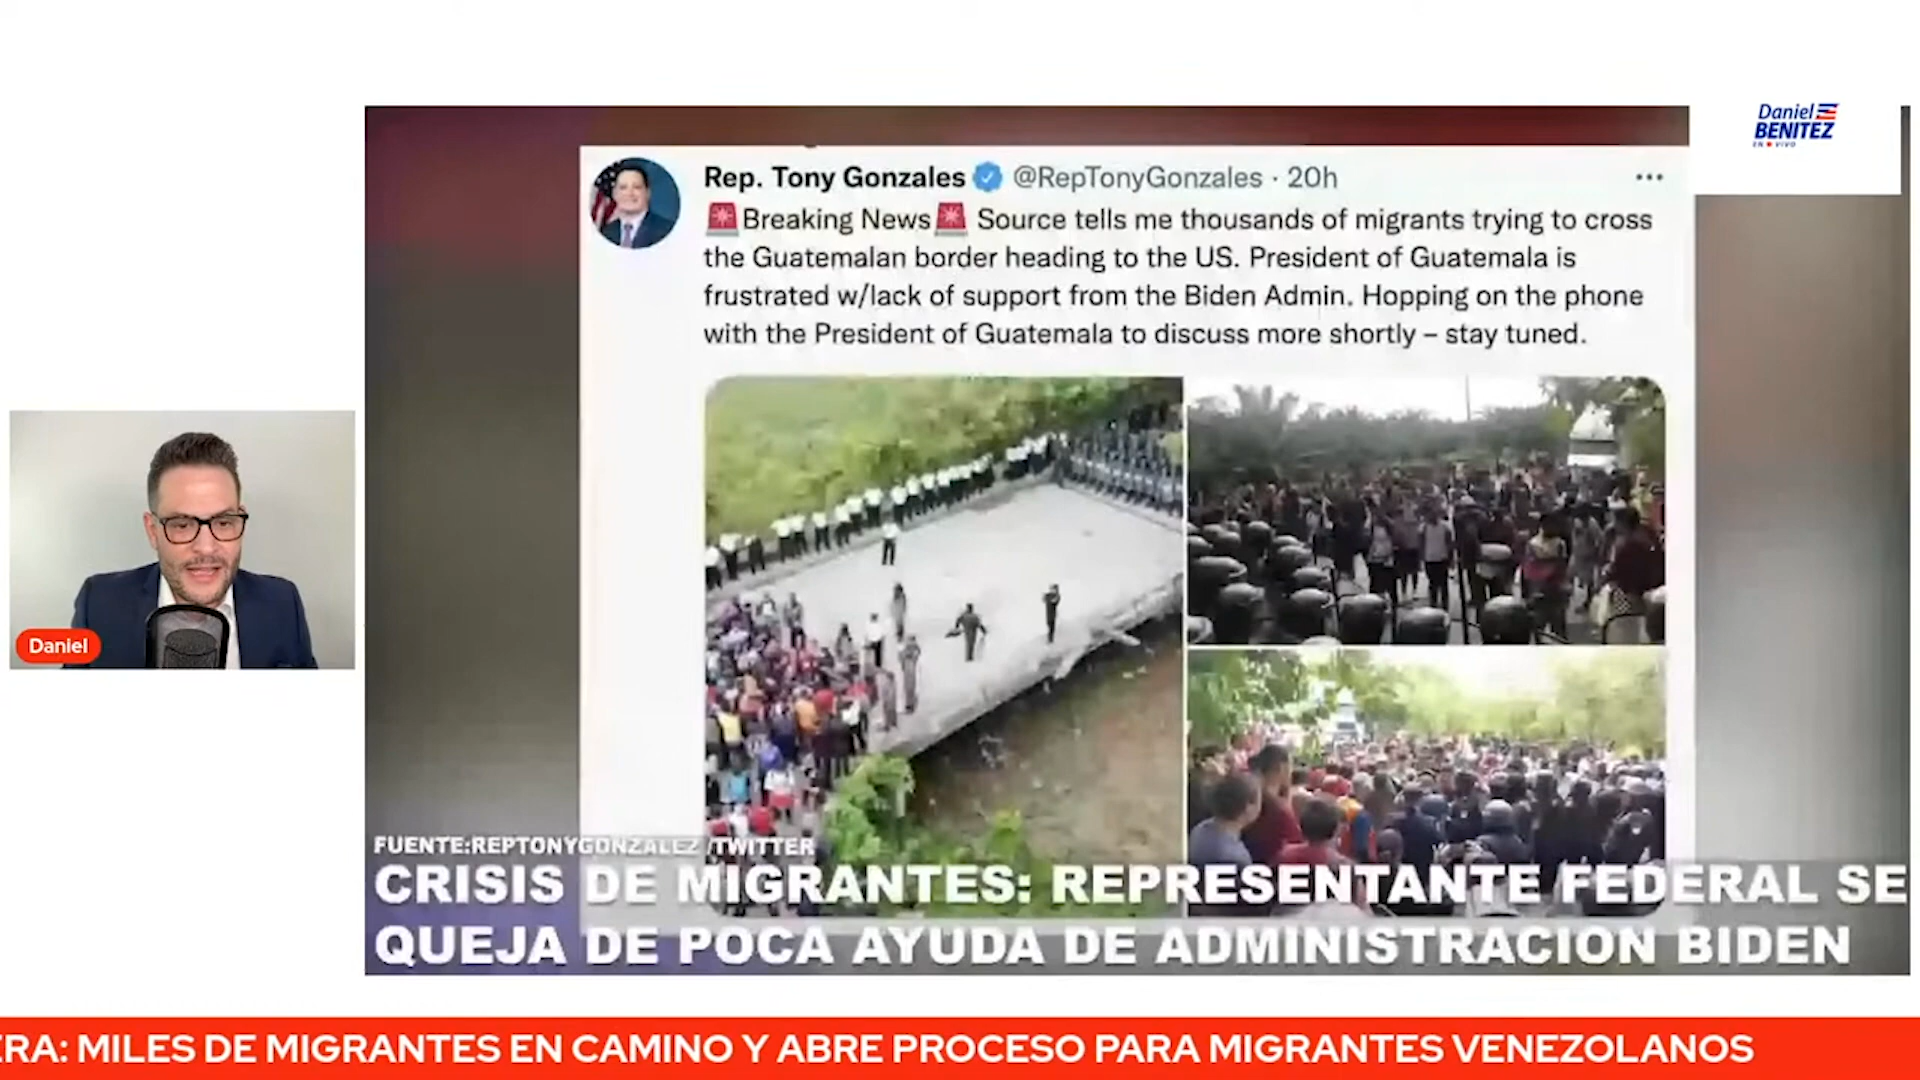 Daniel
BENITEZ
EN VIVO
Rep. Tony Gonzales @RepTonyGonzales · 20h
Breaking News Source tells me thousands of migrants trying to cross
the Guatemalan border heading to the US. President of Guatemala is
frustrated w/lack of support from the Biden Admin. Hopping on the phone
with the President of Guatemala to discuss more shortly – stay tuned.
Daniel
FUENTE:REPTONYGONZALEZ /TWITTER
CRISIS DE MIGRANTES: REPRESENTANTE FEDERAL SE
QUEJA DE POCA AYUDA DE ADMINISTRACION BIDEN
ERA: MILES DE MIGRANTES EN CAMINO Y ABRE PROCESO PARA MIGRANTES VENEZOLANOS